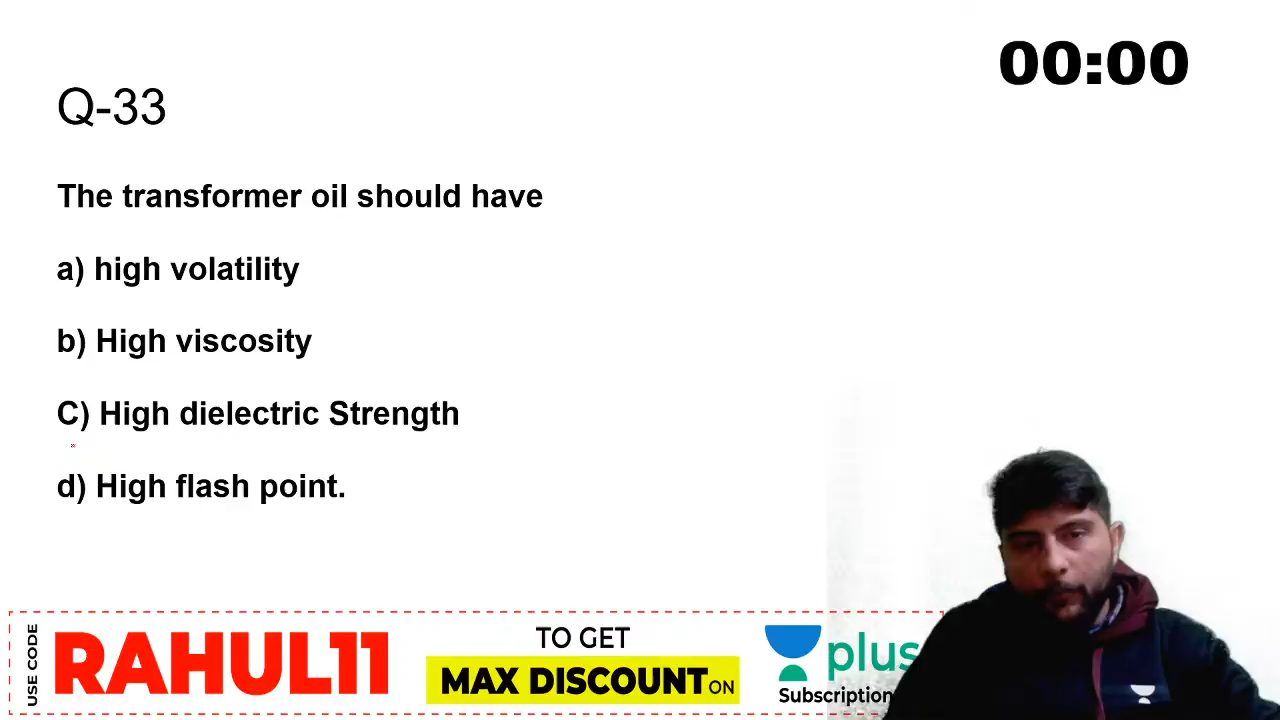 00:00
Q-33
The transformer oil should have
a) high volatility
b) High viscosity
C) High dielectric Strength
d) High flash point.
USE CODE
RAHUL11
TO GET
MAX DISCOUNT ON
plus
Subscription